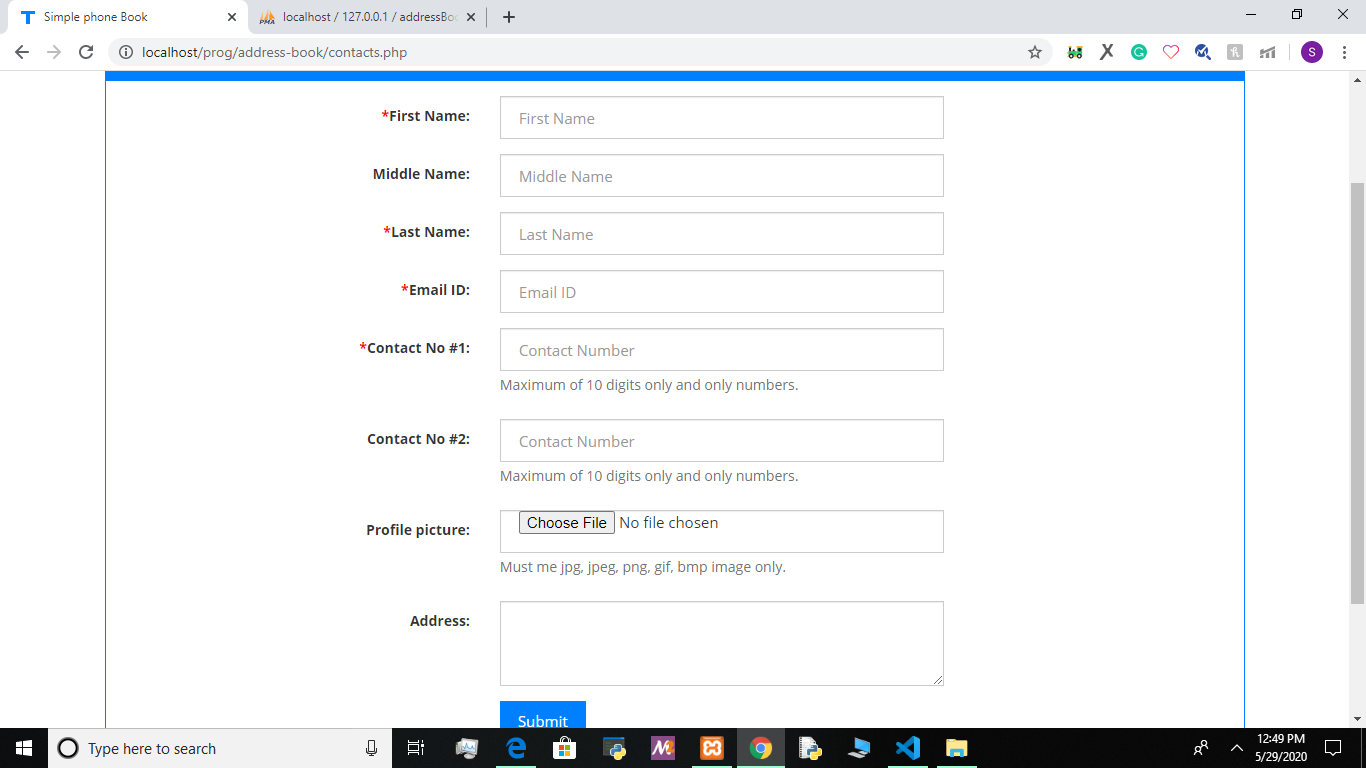 Simple phone Book
localhost / 127.0.0.1 / addressBo
localhost/prog/address-book/contacts.php
S
*First Name:
First Name
Middle Name:
Middle Name
*Last Name:
Last Name
*Email ID:
Email ID
*Contact No #1:
Contact Number
Maximum of 10 digits only and only numbers.
Contact No #2:
Contact Number
Maximum of 10 digits only and only numbers.
Profile picture:
Choose File No file chosen
Must me jpg, jpeg, png, gif, bmp image only.
Address:
Submit
Type here to search
12:49 PM
5/29/2020